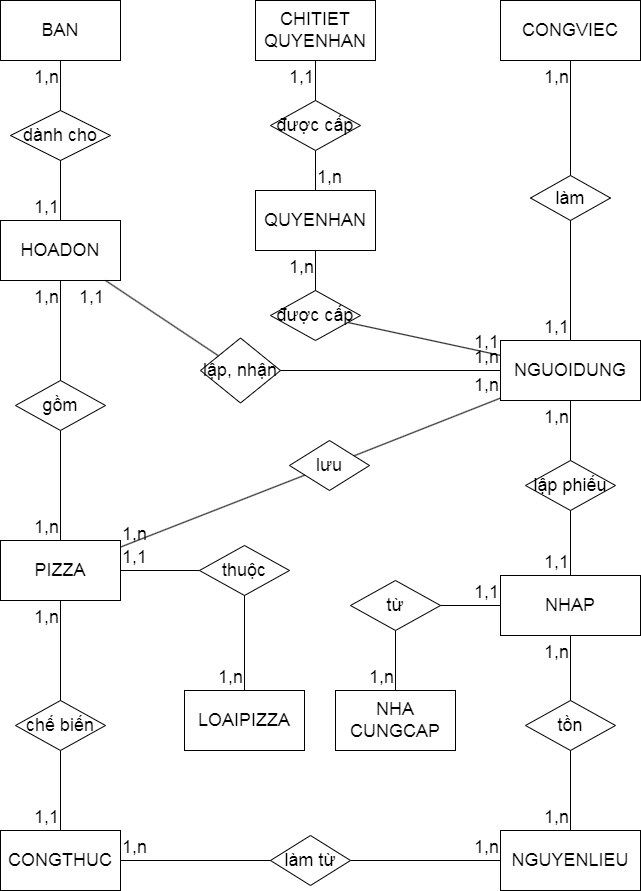 BAN
CHITIET
QUYENHAN
CONGVIEC
1,n
1,1
1,n
dành cho
được cấp
làm
1,1
1,n
HOADON
QUYENHAN
1,n
1,1
1,n
được cấp
1,1
1,1
1,n
1,n
lập, nhận
NGUOIDUNG
gồm
1,n
lưu
lập phiếu
1,n
1,n
1,1
1,1
PIZZA
thuộc
từ
1,1
NHAP
1,n
1,n
1,n
1,n
LOAIPIZZA
NHA
CUNGCAP
chế biến
tồn
1,1
1,n
CONGTHUC
1,n
làm từ
1,n
NGUYENLIEU